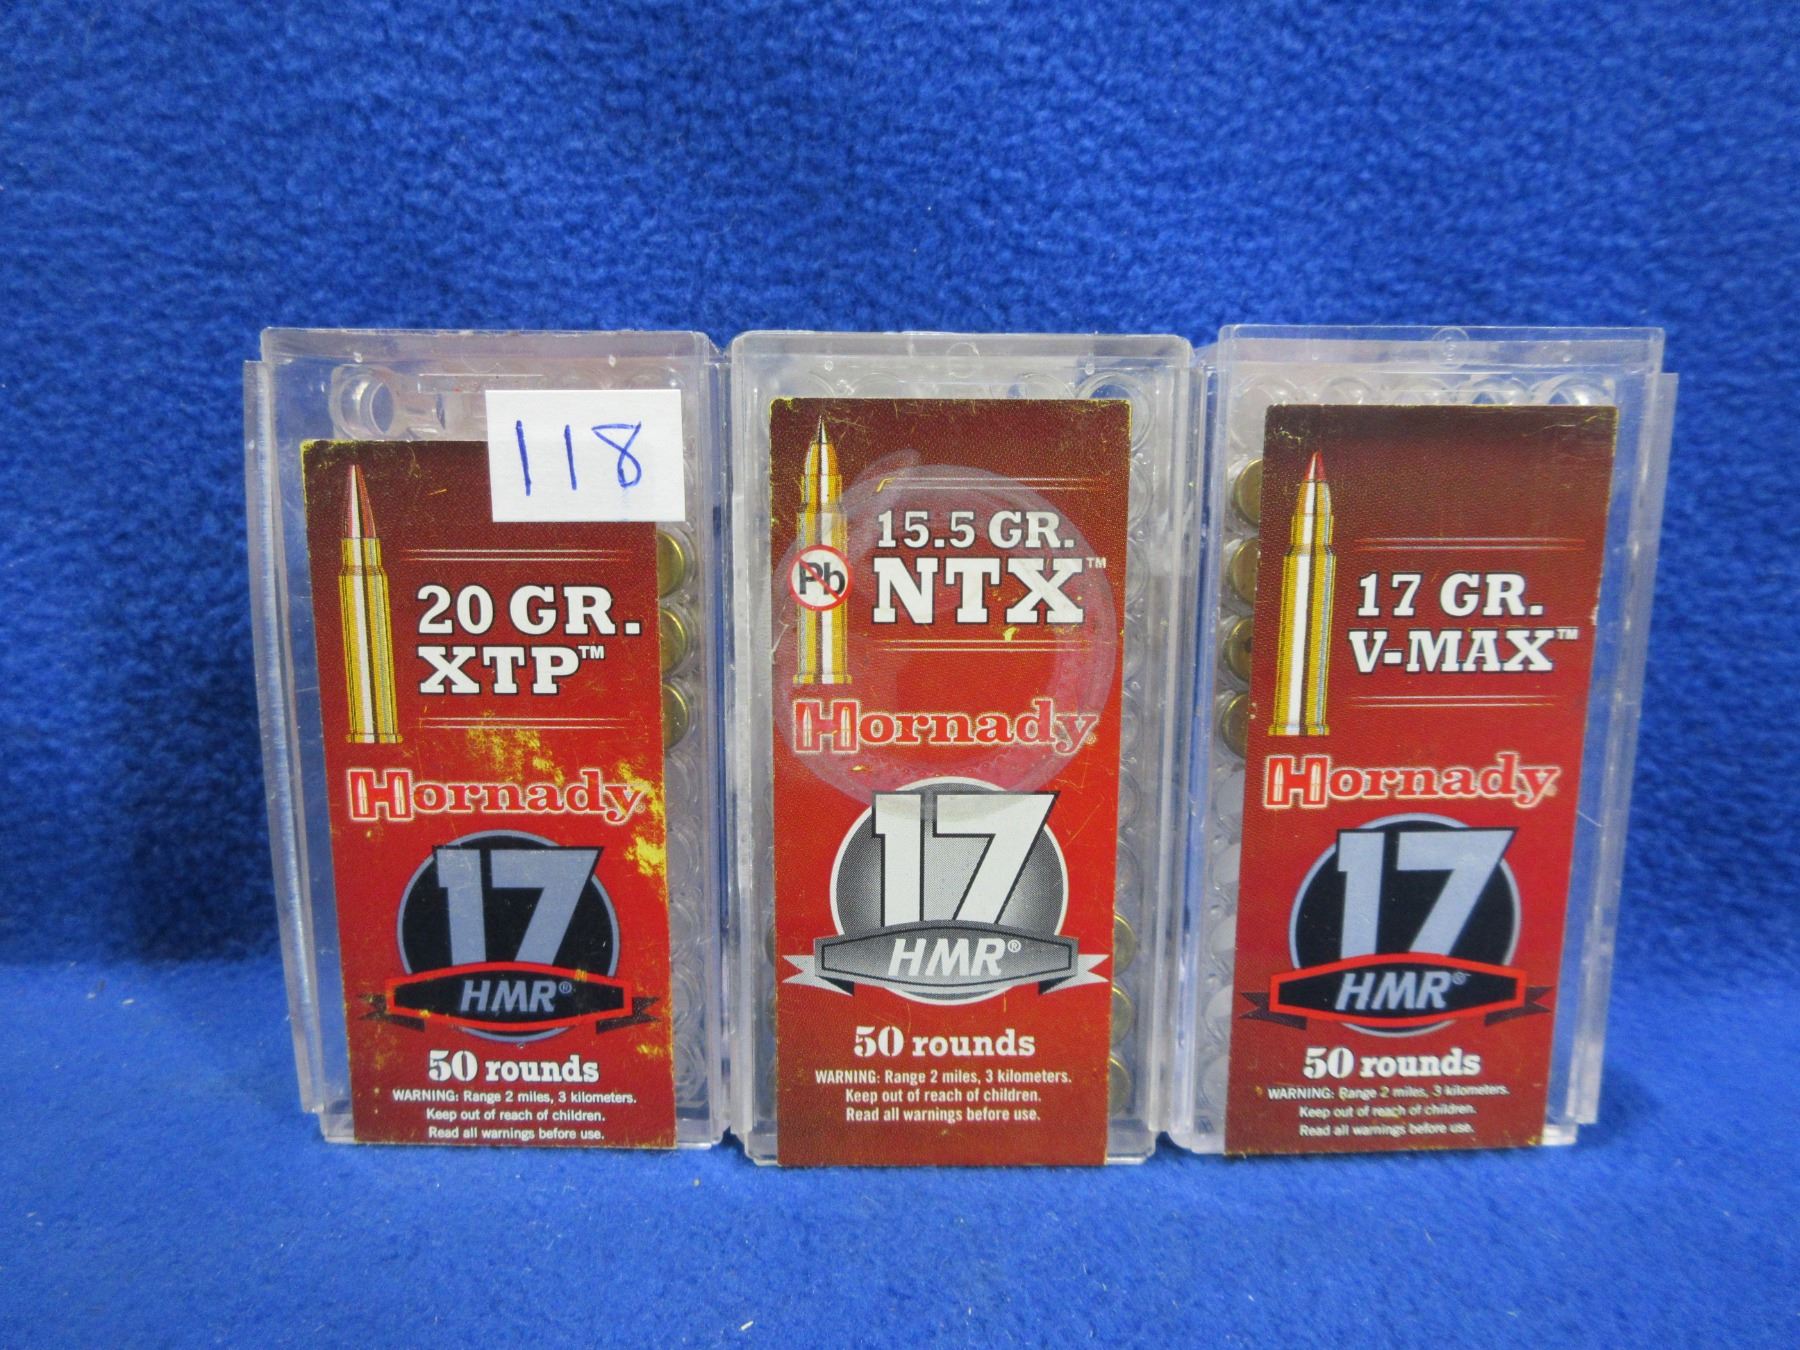 118
20 GR.
XTP™
Hornady®
17
HMR®
50 rounds
WARNING: Range 2 miles, 3 kilometers.
Keep out of reach of children.
Read all warnings before use.
Pb
15.5 GR.
NTX™
Hornady®
17
HMR®
50 rounds
WARNING: Range 2 miles, 3 kilometers.
Keep out of reach of children.
Read all warnings before use.
17 GR.
V-MAX™
Hornady®
17
HMR®
50 rounds
WARNING: Range 2 miles, 3 kilometers.
Keep out of reach of children.
Read all warnings before use.